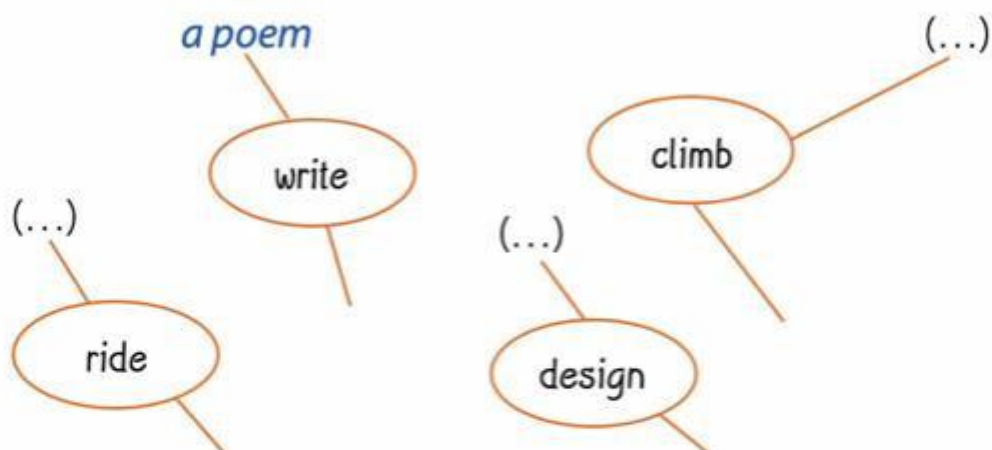 a poem
(...)
write
climb
(...)
(...)
ride
design